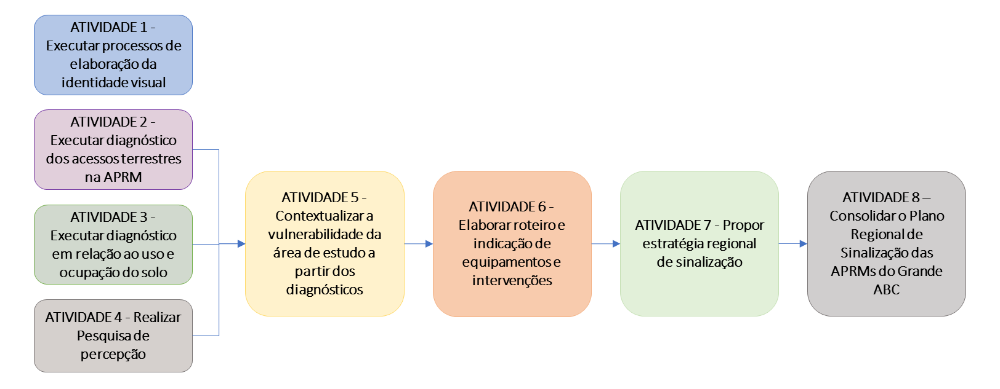 ATIVIDADE 1 -
Executar processos de
elaboração da
identidade visual
ATIVIDADE 2 -
Executar diagnóstico
dos acessos terrestres
na APRM
ATIVIDADE 3 -
Executar diagnóstico
em relação ao uso e
ocupação do solo
ATIVIDADE 4 - Realizar
Pesquisa de
percepção
ATIVIDADE 5 -
Contextualizar a
vulnerabilidade da
área de estudo a
partir dos
diagnósticos
ATIVIDADE 6 -
Elaborar roteiro e
indicação de
equipamentos e
intervenções
ATIVIDADE 7 - Propor
estratégia regional
de sinalização
ATIVIDADE 8 –
Consolidar o Plano
Regional de
Sinalização das
APRMs do Grande
ABC